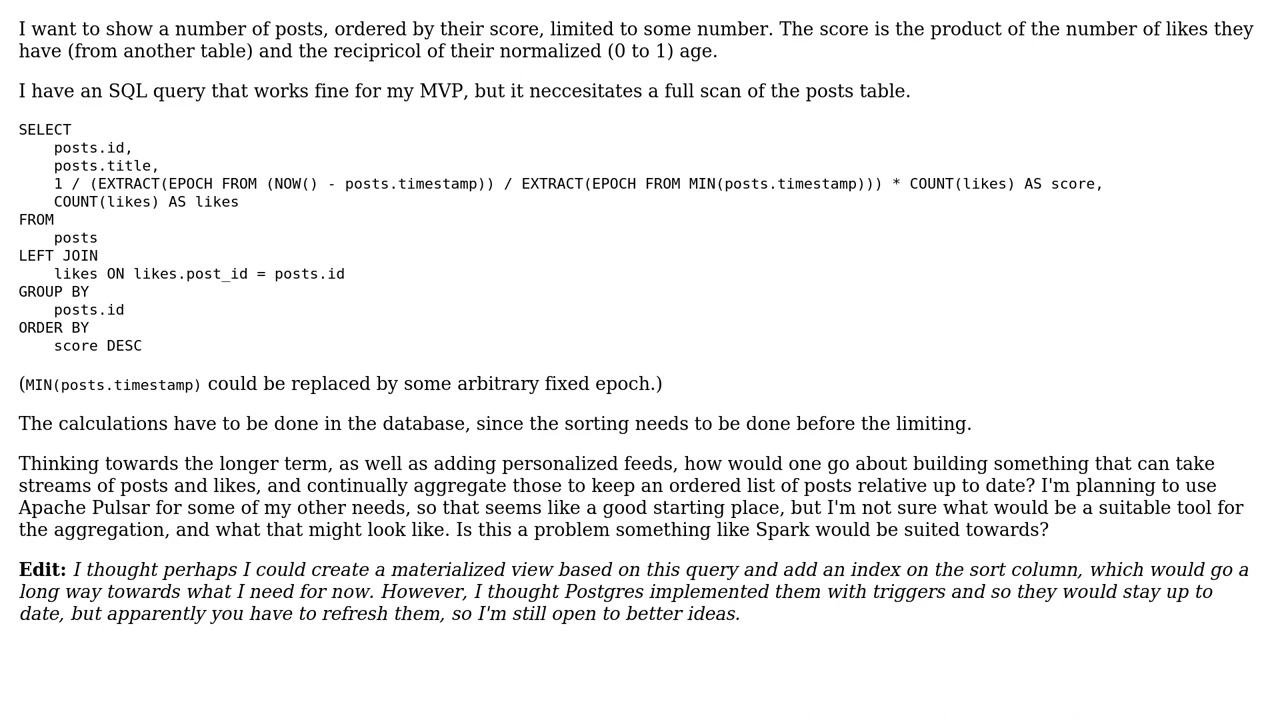 I want to show a number of posts, ordered by their score, limited to some number. The score is the product of the number of likes they
have (from another table) and the recipricol of their normalized (0 to 1) age.
I have an SQL query that works fine for my MVP, but it neccesitates a full scan of the posts table.
SELECT
    posts.id,
    posts.title,
    1 / (EXTRACT(EPOCH FROM (NOW() - posts.timestamp)) / EXTRACT(EPOCH FROM MIN(posts.timestamp))) * COUNT(likes) AS score,
    COUNT(likes) AS likes
FROM
    posts
LEFT JOIN
    likes ON likes.post_id = posts.id
GROUP BY
    posts.id
ORDER BY
    score DESC
(MIN(posts.timestamp) could be replaced by some arbitrary fixed epoch.)
The calculations have to be done in the database, since the sorting needs to be done before the limiting.
Thinking towards the longer term, as well as adding personalized feeds, how would one go about building something that can take
streams of posts and likes, and continually aggregate those to keep an ordered list of posts relative up to date? I'm planning to use
Apache Pulsar for some of my other needs, so that seems like a good starting place, but I'm not sure what would be a suitable tool for
the aggregation, and what that might look like. Is this a problem something like Spark would be suited towards?
Edit: I thought perhaps I could create a materialized view based on this query and add an index on the sort column, which would go a
long way towards what I need for now. However, I thought Postgres implemented them with triggers and so they would stay up to
date, but apparently you have to refresh them, so I'm still open to better ideas.